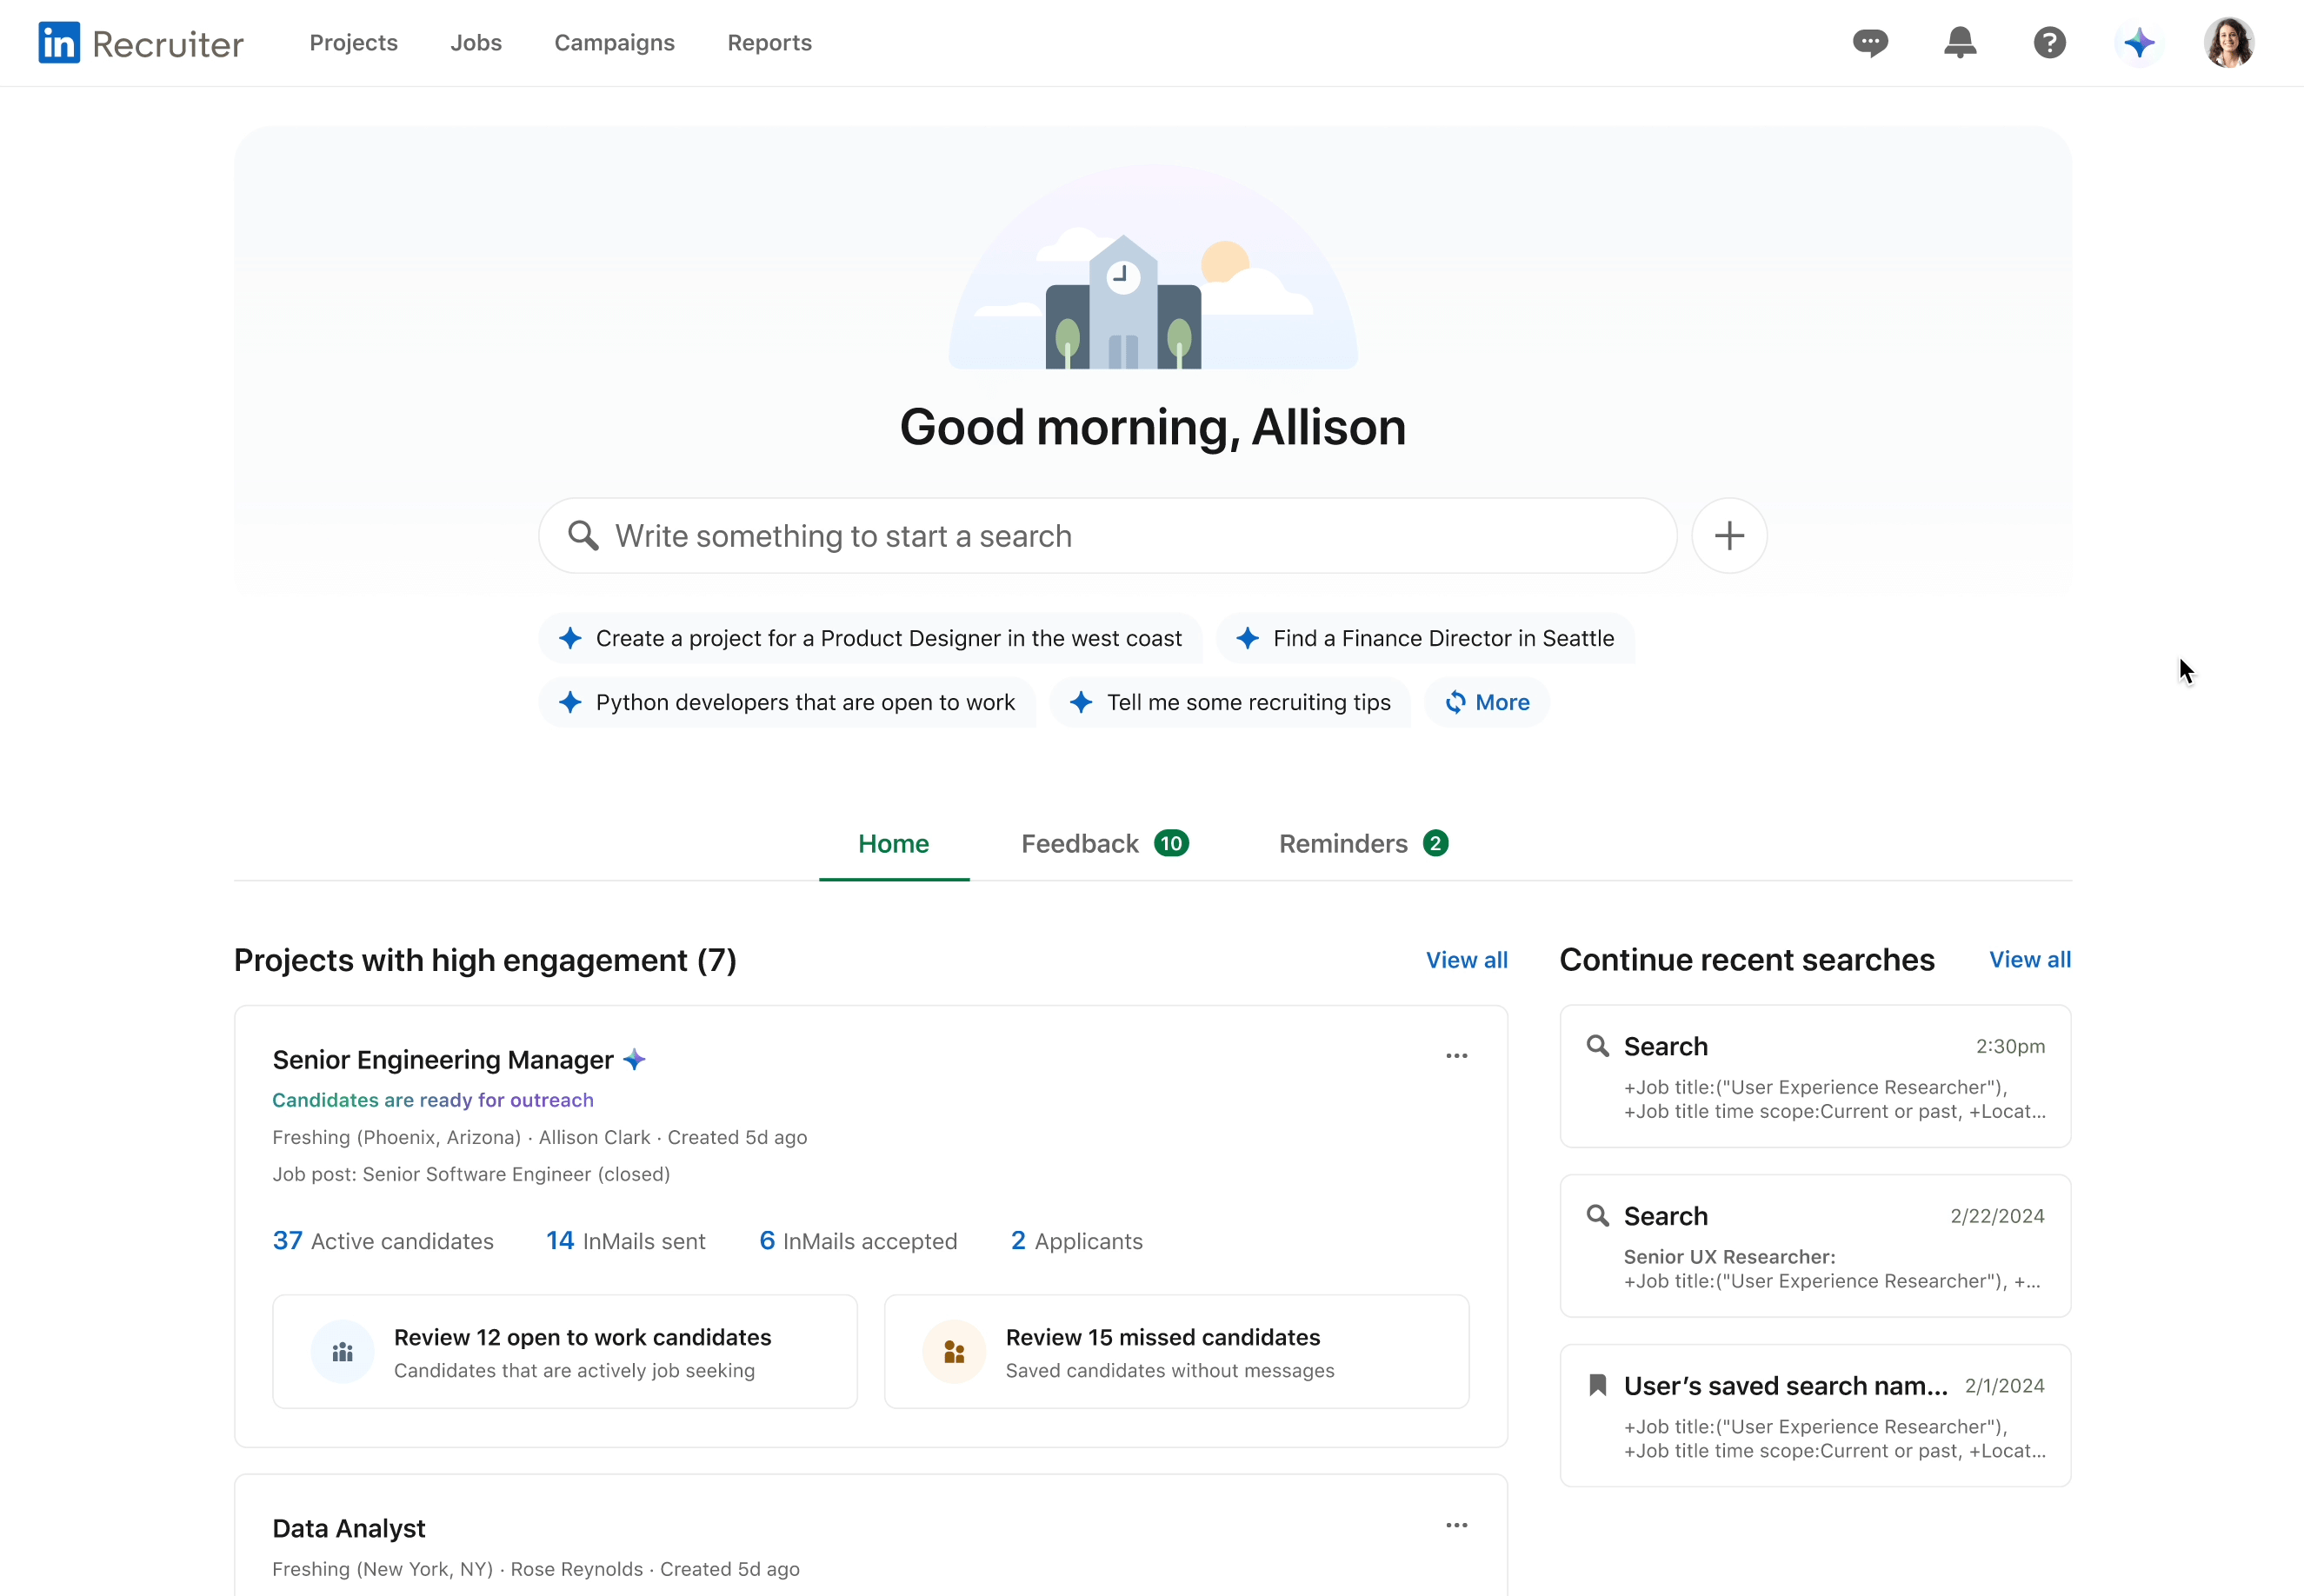 in Recruiter
Projects
Jobs
Campaigns
Reports
Good morning, Allison
Write something to start a search
Create a project for a Product Designer in the west coast
Find a Finance Director in Seattle
Python developers that are open to work
Tell me some recruiting tips
More
Home
Feedback 10
Reminders 2
Projects with high engagement (7)
View all
Senior Engineering Manager
Candidates are ready for outreach
Freshing (Phoenix, Arizona) · Allison Clark · Created 5d ago
Job post: Senior Software Engineer (closed)
37 Active candidates
14 InMails sent
6 InMails accepted
2 Applicants
Review 12 open to work candidates
Candidates that are actively job seeking
Review 15 missed candidates
Saved candidates without messages
Data Analyst
Freshing (New York, NY) · Rose Reynolds · Created 5d ago
Continue recent searches
View all
Search
2:30pm
+Job title:("User Experience Researcher"),
+Job title time scope:Current or past, +Locat...
Search
2/22/2024
Senior UX Researcher:
+Job title:("User Experience Researcher"), +...
User’s saved search nam...
2/1/2024
+Job title:("User Experience Researcher"),
+Job title time scope:Current or past, +Locat...